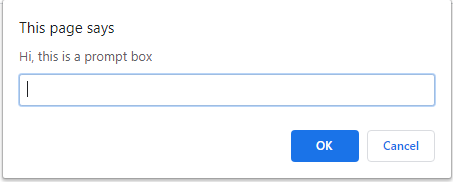 This page says
Hi, this is a prompt box
OK Cancel